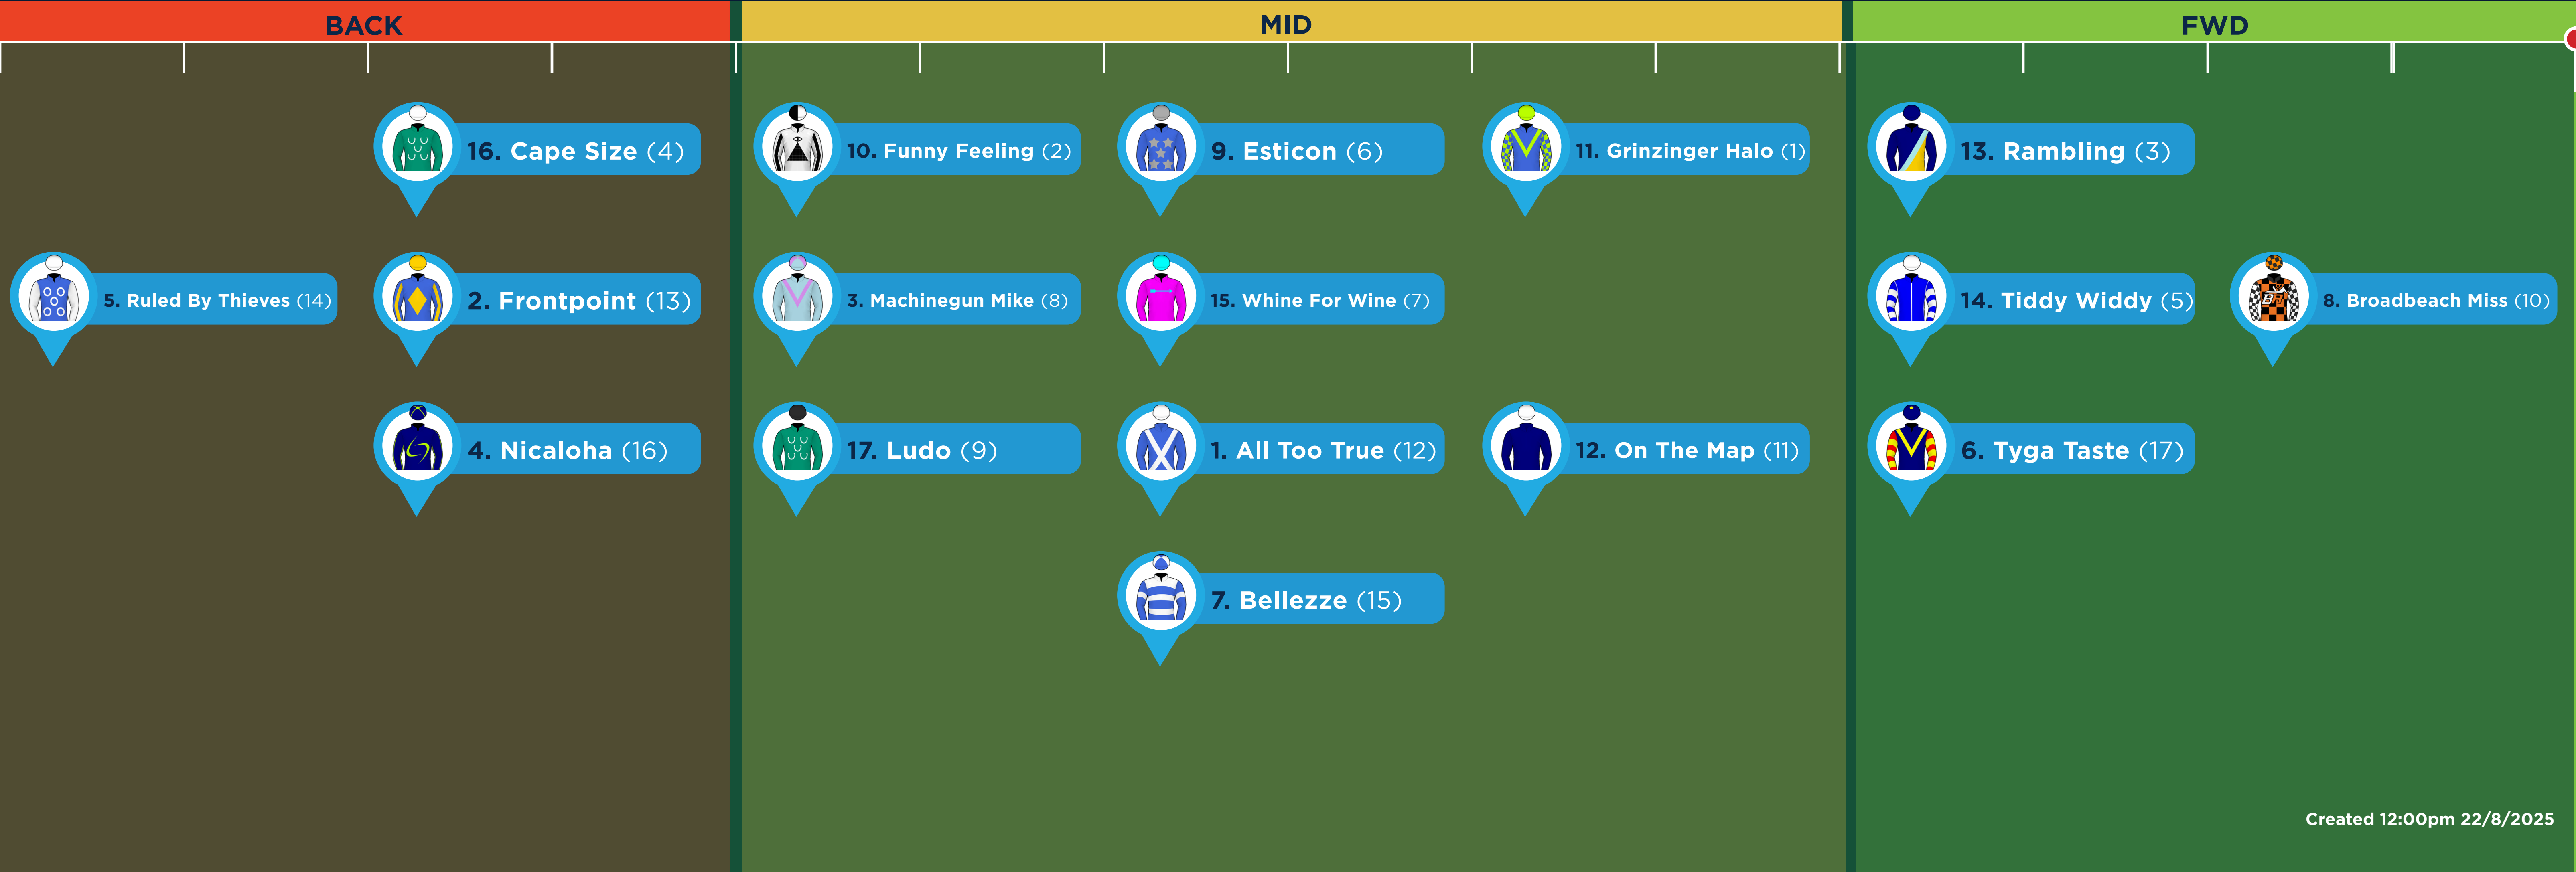 BACK MID FWD
16. Cape Size (4) 10. Funny Feeling (2) 9. Esticon (6) 11. Grinzinger Halo (1) 13. Rambling (3)
5. Ruled By Thieves (14) 2. Frontpoint (13) 3. Machinegun Mike (8) 15. Whine For Wine (7) 14. Tiddy Widdy (5) 8. Broadbeach Miss (10)
4. Nicaloha (16) 17. Ludo (9) 1. All Too True (12) 12. On The Map (11) 6. Tyga Taste (17)
7. Bellezze (15)
Created 12:00pm 22/8/2025